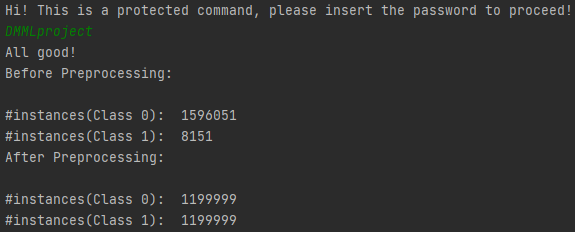 Hi! This is a protected command, please insert the password to proceed!
DMMLproject
All good!
Before Preprocessing:
#instances(Class 0):  1596051
#instances(Class 1):  8151
After Preprocessing:
#instances(Class 0):  1199999
#instances(Class 1):  1199999